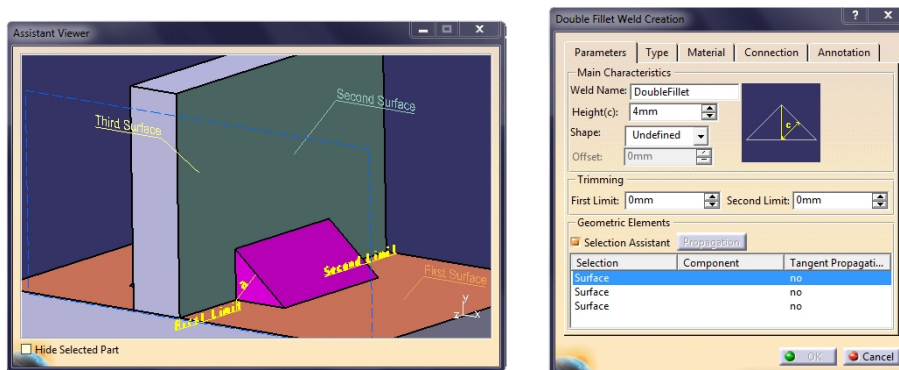 Assistant Viewer
Second Surface
Third Surface
Second Limit
First Surface
a
First Limit
y
z x
Hide Selected Part
Double Fillet Weld Creation
? x
Parameters Type Material Connection Annotation
Main Characteristics
Weld Name: DoubleFillet
Height(c): 4mm
c
Shape: Undefined
Offset: 0mm
Trimming
First Limit: 0mm Second Limit: 0mm
Geometric Elements
Selection Assistant Propagation
Selection Component Tangent Propagati...
Surface no
Surface no
Surface no
OK Cancel